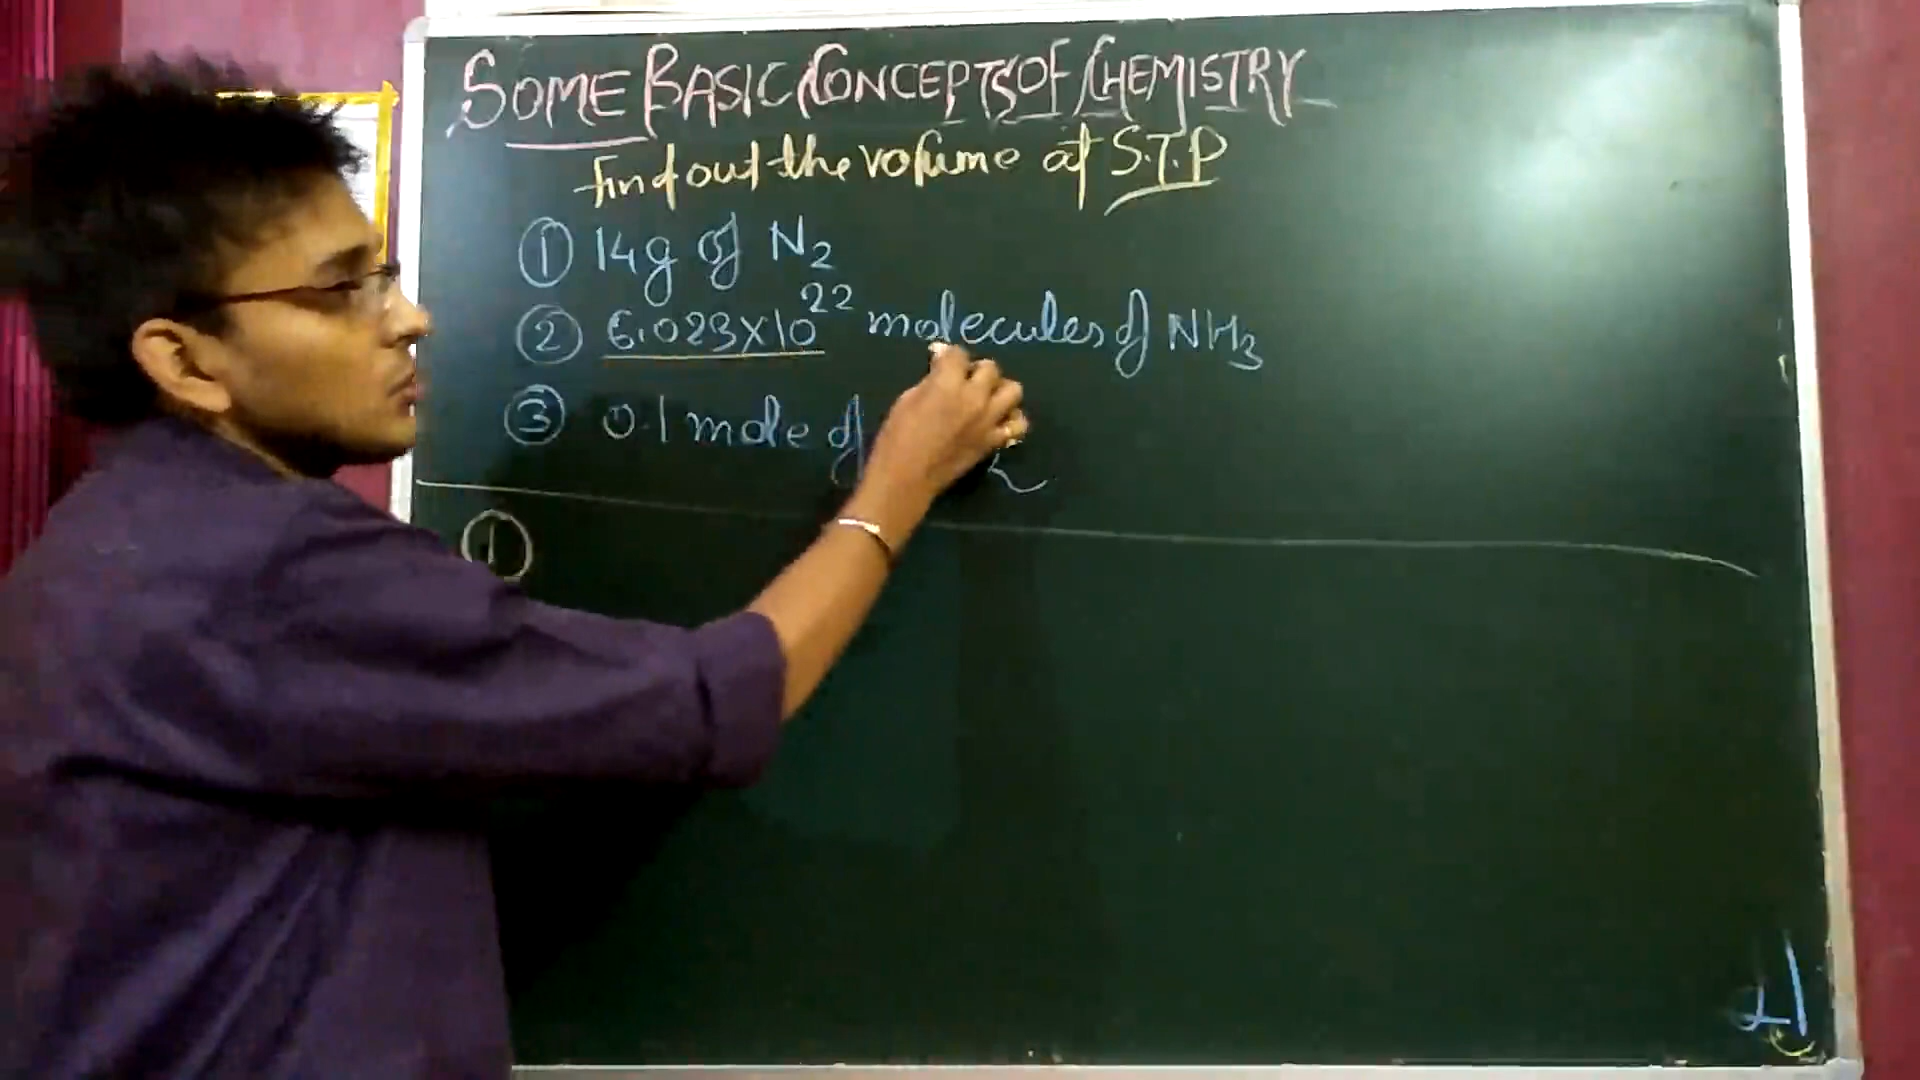 SOME BASIC CONCEPTS OF CHEMISTRY
find out the volume at S.T.P
① 14g of N₂
② 6.023x10²² molecules of NH₃
③ 0.1 mole of
①